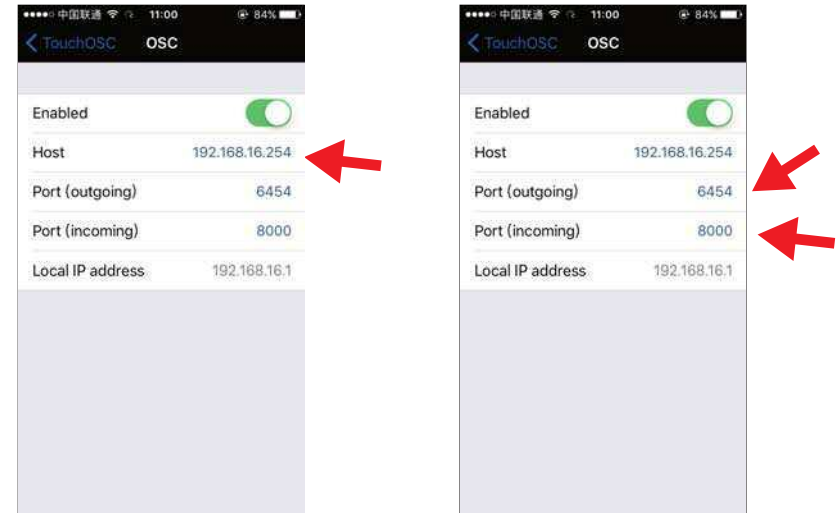 中国联通 11:00 84%
TouchOSC OSC
Enabled
Host 192.168.16.254
Port (outgoing) 6454
Port (incoming) 8000
Local IP address 192.168.16.1
中国联通 11:00 84%
TouchOSC OSC
Enabled
Host 192.168.16.254
Port (outgoing) 6454
Port (incoming) 8000
Local IP address 192.168.16.1